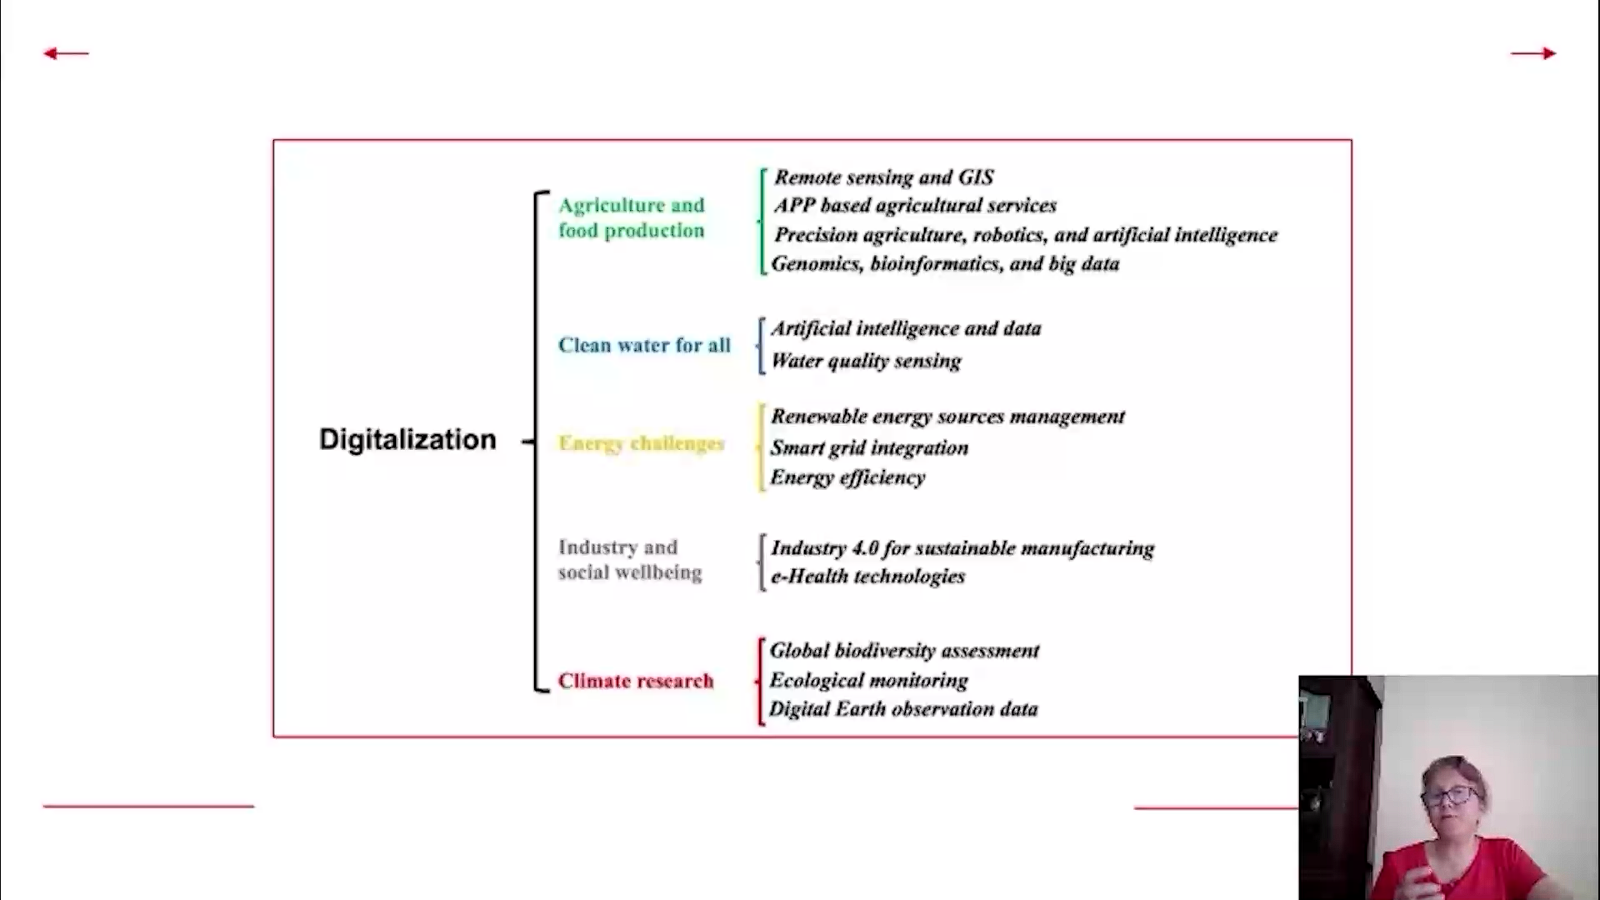 Digitalization
Agriculture and
food production
Remote sensing and GIS
APP based agricultural services
Precision agriculture, robotics, and artificial intelligence
Genomics, bioinformatics, and big data
Clean water for all
Artificial intelligence and data
Water quality sensing
Energy challenges
Renewable energy sources management
Smart grid integration
Energy efficiency
Industry and
social wellbeing
Industry 4.0 for sustainable manufacturing
e-Health technologies
Climate research
Global biodiversity assessment
Ecological monitoring
Digital Earth observation data